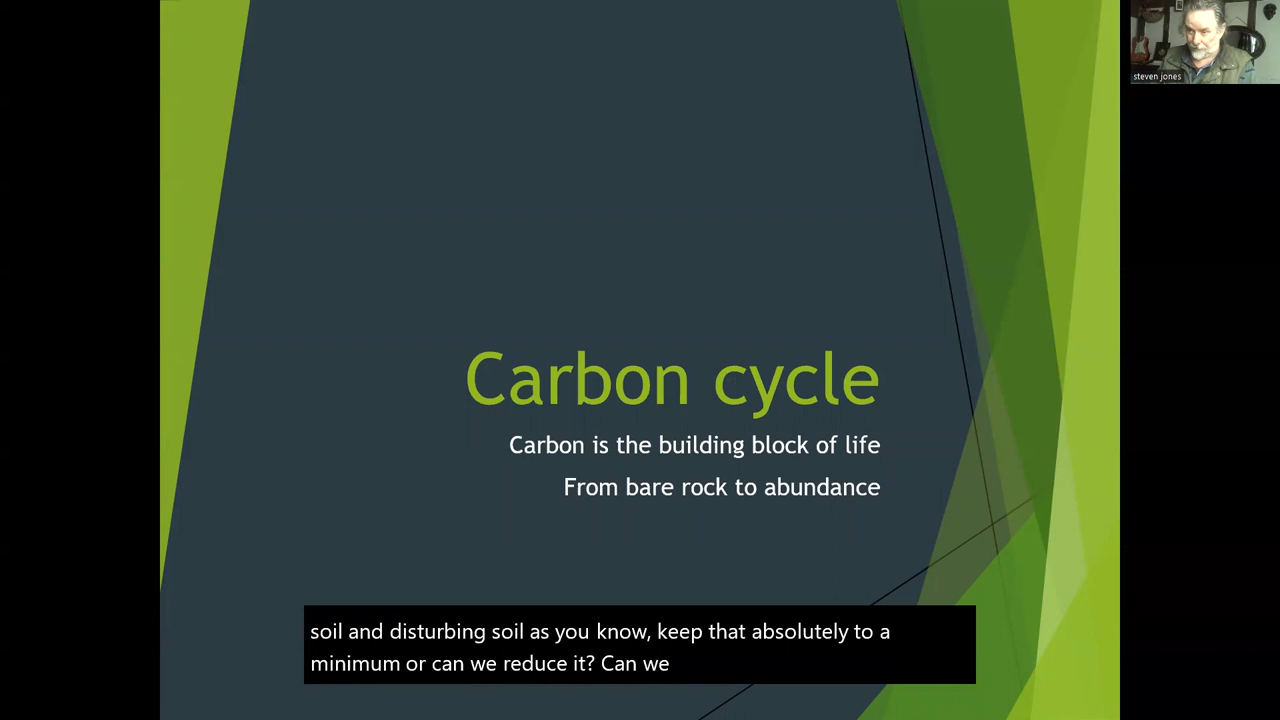 steven jones
Carbon cycle
Carbon is the building block of life
From bare rock to abundance
soil and disturbing soil as you know, keep that absolutely to a
minimum or can we reduce it? Can we